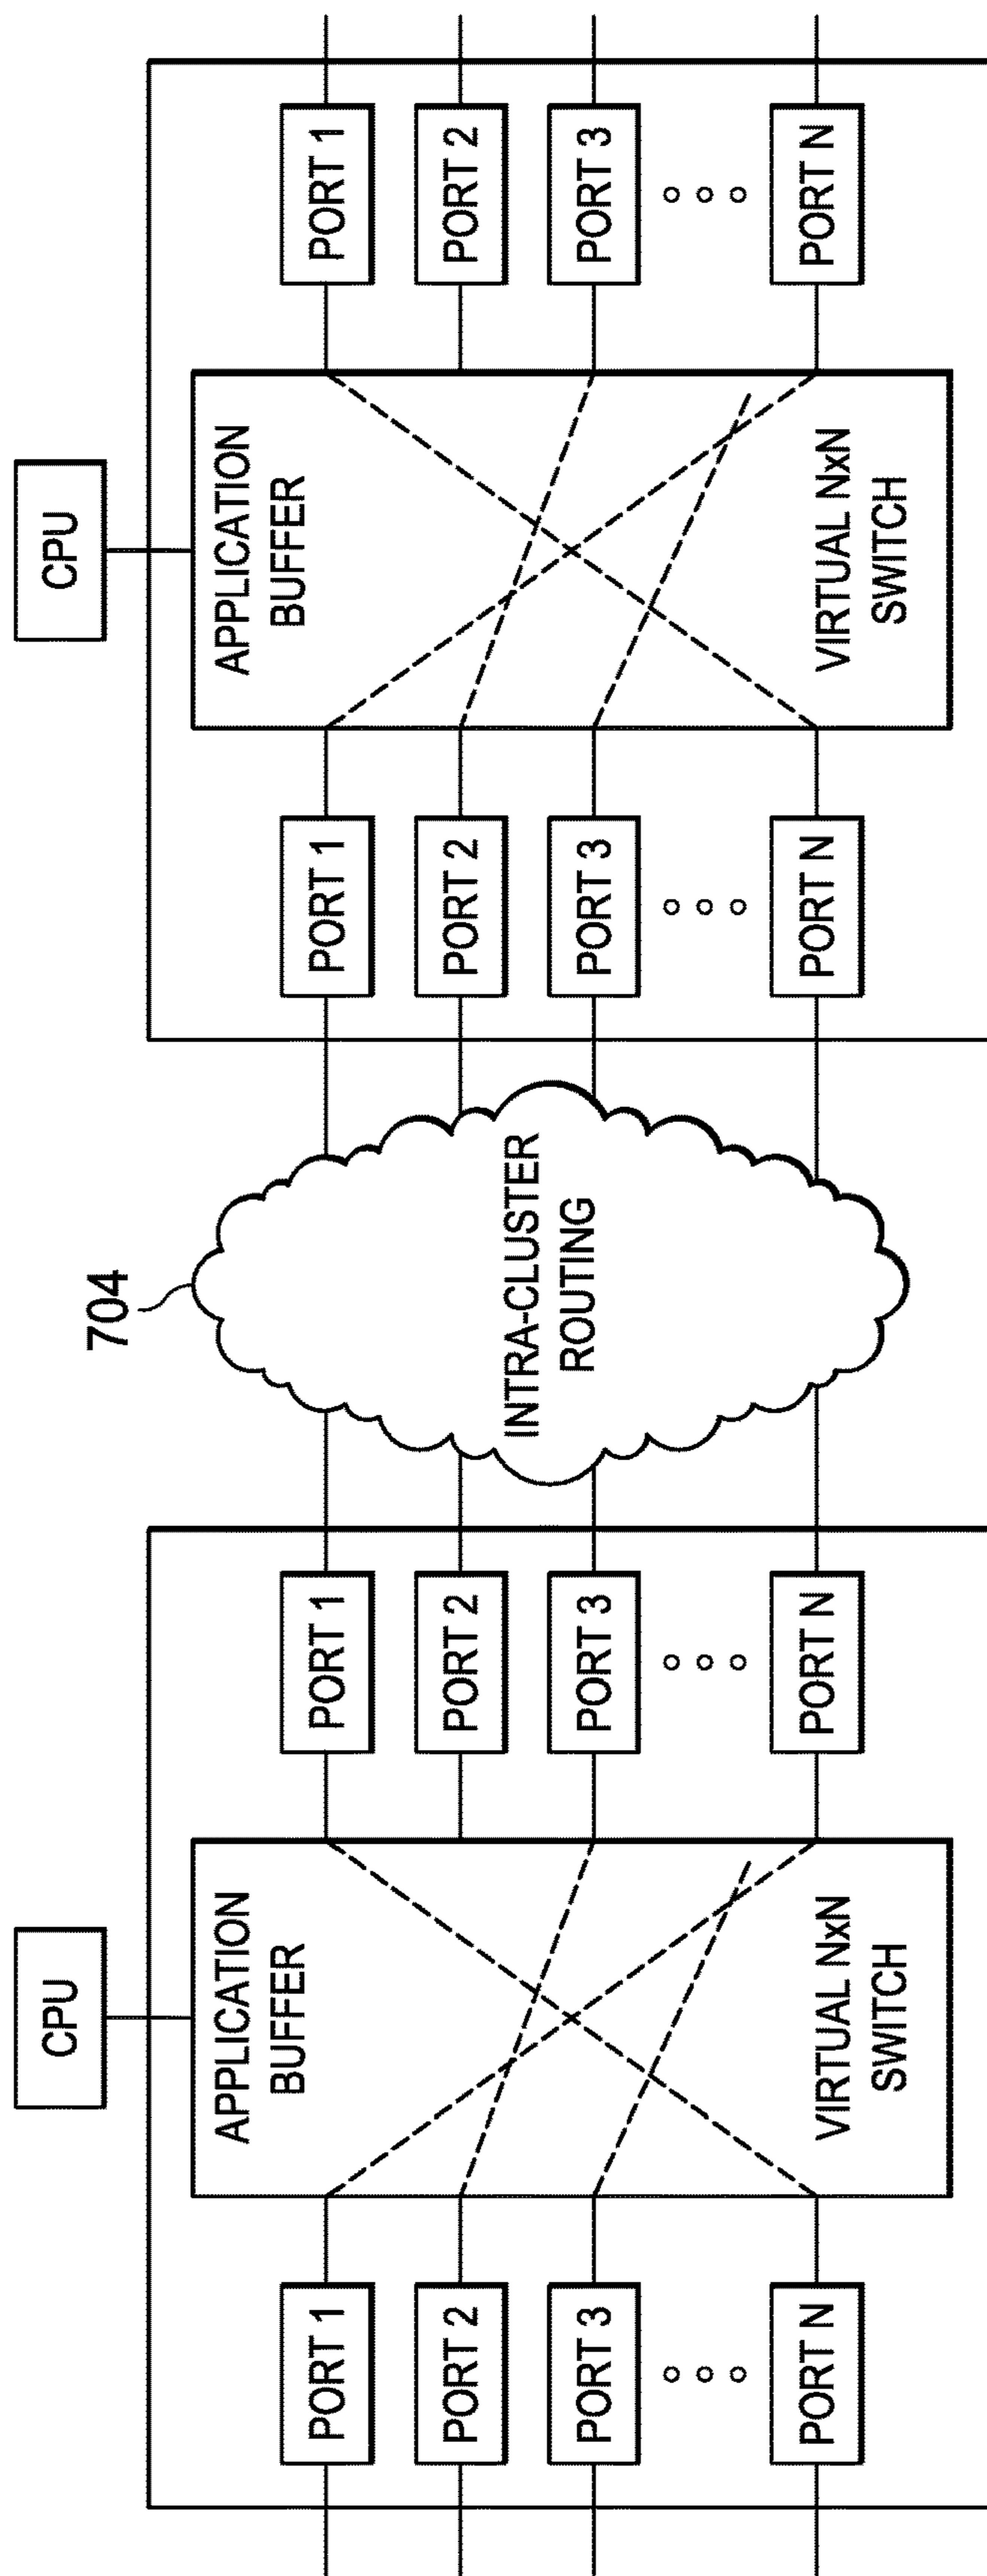 CPU
APPLICATION
BUFFER
PORT 1
PORT 2
PORT 3
PORT N
VIRTUAL NxN
SWITCH
PORT 1
PORT 2
PORT 3
PORT N
704
INTRA-CLUSTER
ROUTING
CPU
APPLICATION
BUFFER
PORT 1
PORT 2
PORT 3
PORT N
VIRTUAL NxN
SWITCH
PORT 1
PORT 2
PORT 3
PORT N